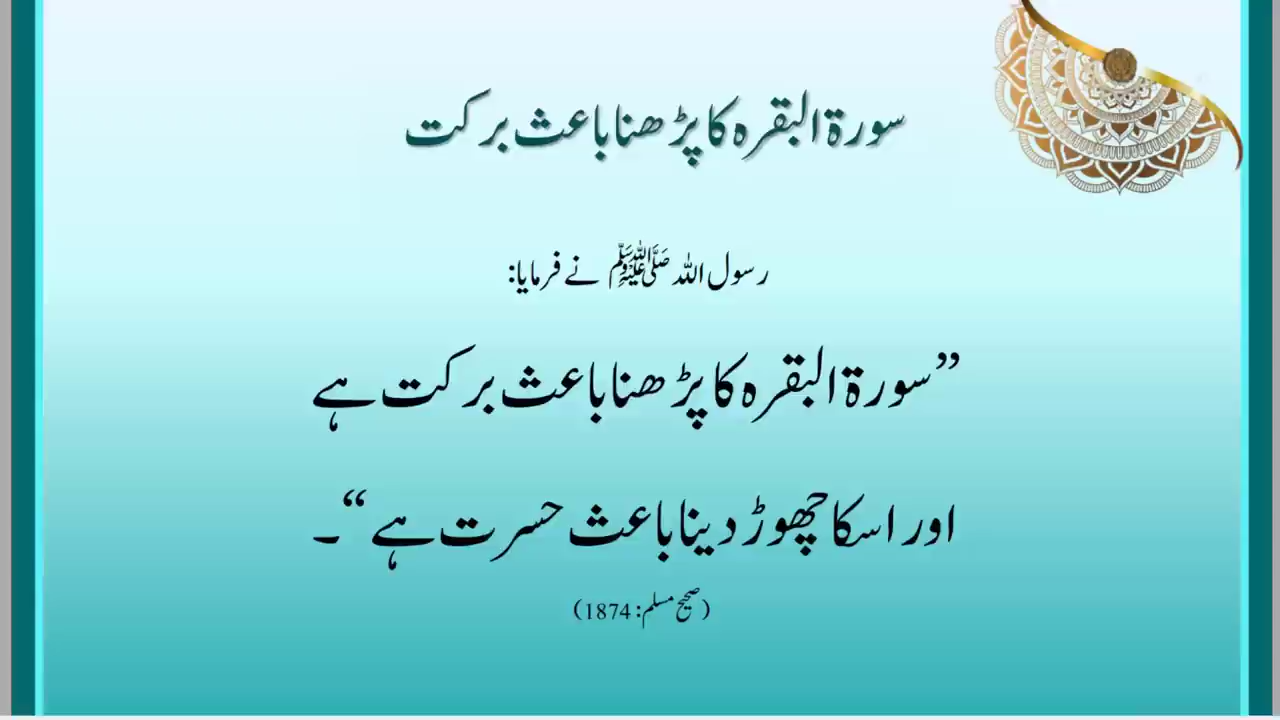 سورۃ البقرہ کا پڑھنا باعث برکت
رسول اللہ ﷺ نے فرمایا:
”سورۃ البقرہ کا پڑھنا باعث برکت ہے
اور اسکا چھوڑ دینا باعث حسرت ہے“۔
(صحیح مسلم: 1874)